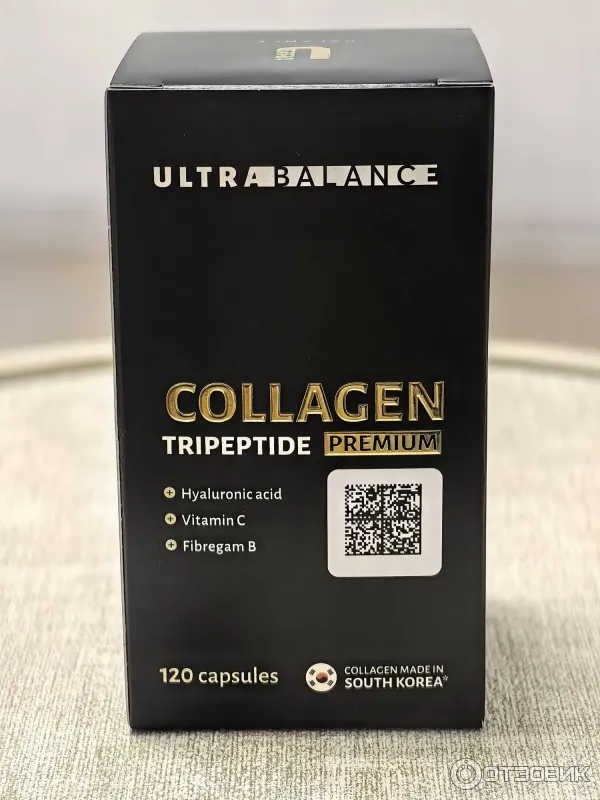 ULTRABALANCE
COLLAGEN
TRIPEPTIDE PREMIUM
Hyaluronic acid
Vitamin C
Fibregam B
120 capsules
COLLAGEN MADE IN
SOUTH KOREA*
ОТЗОВИК